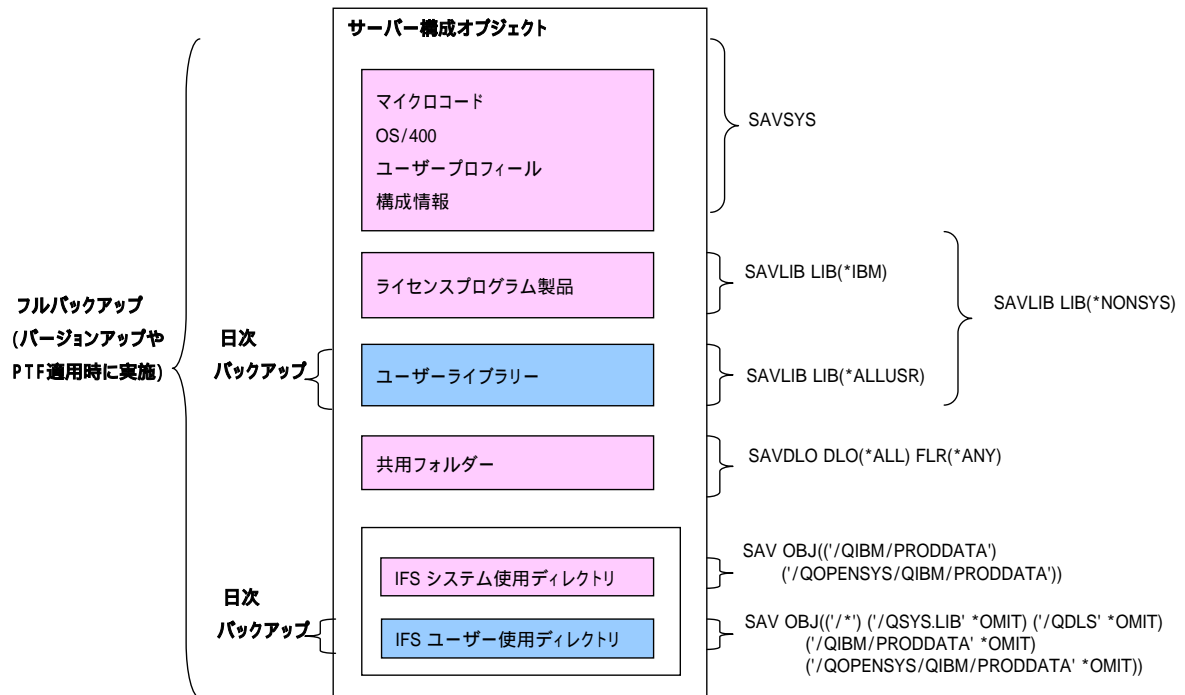 サーバー構成オブジェクト
マイクロコード
OS/400
ユーザープロフィール
構成情報
SAVSYS
ライセンスプログラム製品
SAVLIB LIB(*IBM)
SAVLIB LIB(*NONSYS)
フルバックアップ
(バージョンアップや
PTF適用時に実施)
日次
バックアップ
ユーザーライブラリー
SAVLIB LIB(*ALLUSR)
共用フォルダー
SAVDLO DLO(*ALL) FLR(*ANY)
IFS システム使用ディレクトリ
SAV OBJ(('/QIBM/PRODDATA')
('/QOPENSYS/QIBM/PRODDATA'))
日次
バックアップ
IFS ユーザー使用ディレクトリ
SAV OBJ(('/*') ('/QSYS.LIB' *OMIT) ('/QDLS' *OMIT)
('/QIBM/PRODDATA' *OMIT)
('/QOPENSYS/QIBM/PRODDATA' *OMIT))